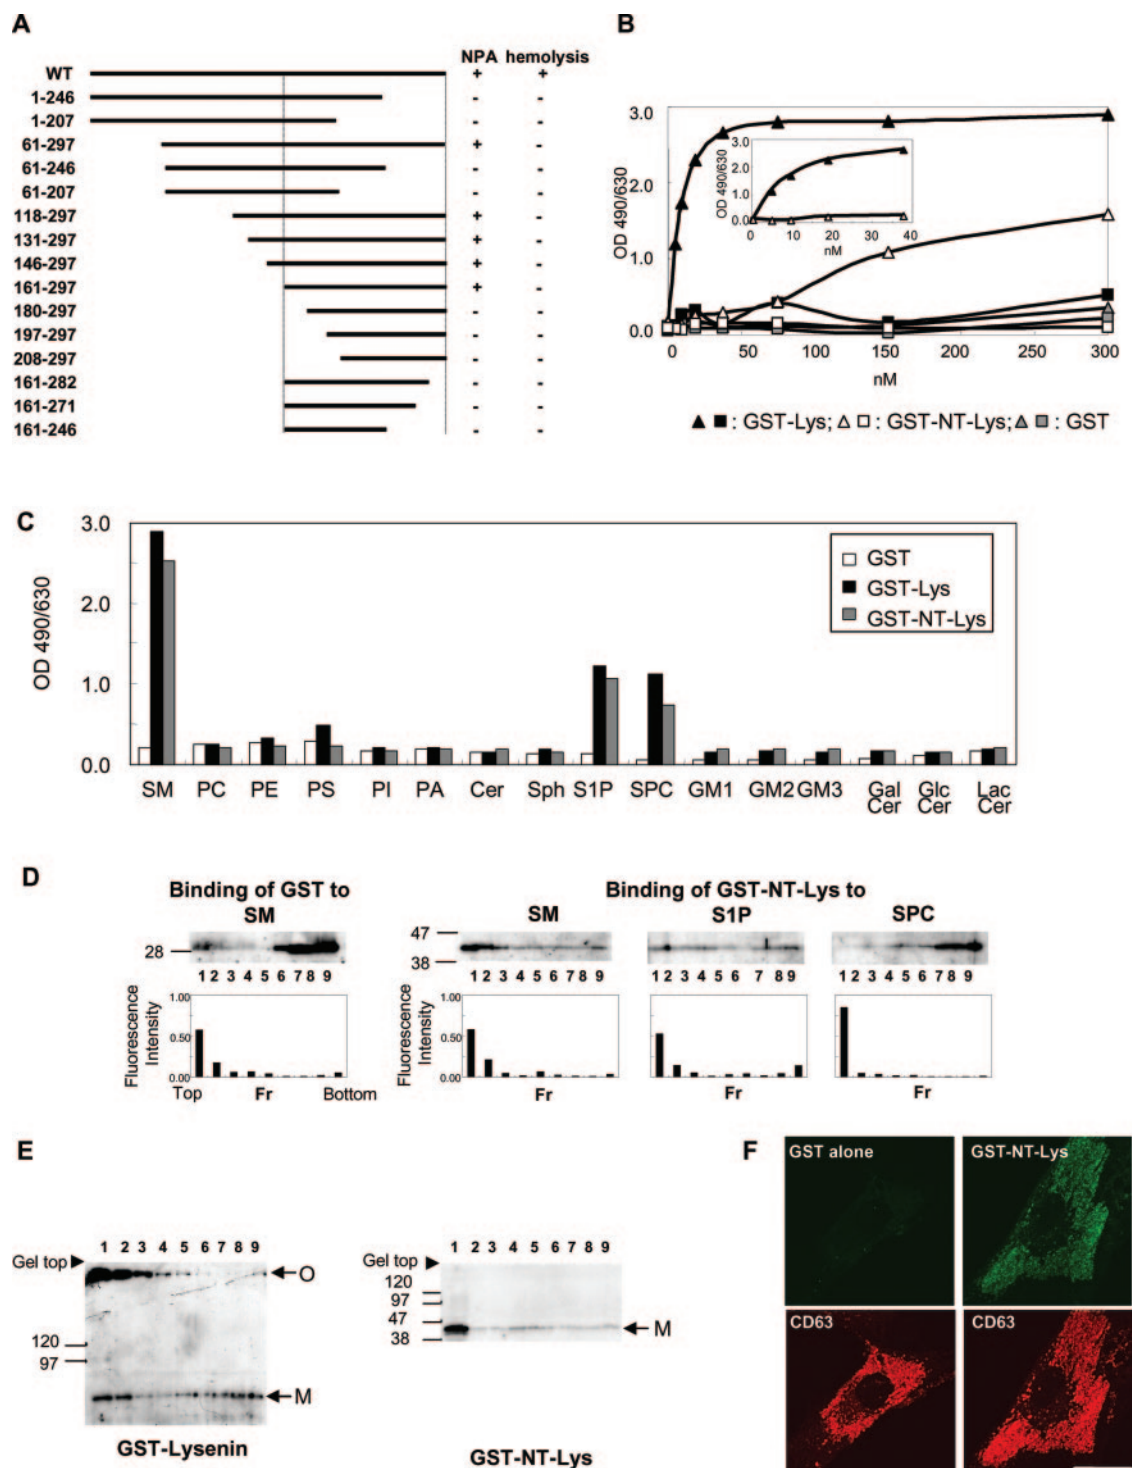 A
NPA hemolysis
WT + +
1-246 - -
1-207 - -
61-297 + -
61-246 - -
61-207 - -
118-297 + -
131-297 + -
146-297 + -
161-297 + -
180-297 - -
197-297 - -
208-297 - -
161-282 - -
161-271 - -
161-246 - -
B
OD 490/630
3.0
2.0
1.0
0.0
0 50 100 150 200 250 300
nM
OD 490/630
3.0
2.0
1.0
0.0
0 10 20 30 40
nM
▲ ■ : GST-Lys; △ □ : GST-NT-Lys; ▲ ■ : GST
C
OD 490/630
3.0
2.0
1.0
0.0
GST
GST-Lys
GST-NT-Lys
SM PC PE PS PI PA Cer Sph S1P SPC GM1 GM2 GM3 Gal Cer Glc Cer Lac Cer
D
Binding of GST to
SM
28
1 2 3 4 5 6 7 8 9
Fluorescence Intensity
1.00
0.50
0.00
Top Fr Bottom
Binding of GST-NT-Lys to
SM S1P SPC
47
38
1 2 3 4 5 6 7 8 9
1 2 3 4 5 6 7 8 9
1 2 3 4 5 6 7 8 9
Fluorescence Intensity
1.00
0.50
0.00
Fr Fr Fr
E
1 2 3 4 5 6 7 8 9
Gel top
O
120
97
M
GST-Lysenin
1 2 3 4 5 6 7 8 9
Gel top
120
97
47
38
M
GST-NT-Lys
F
GST alone
GST-NT-Lys
CD63
CD63